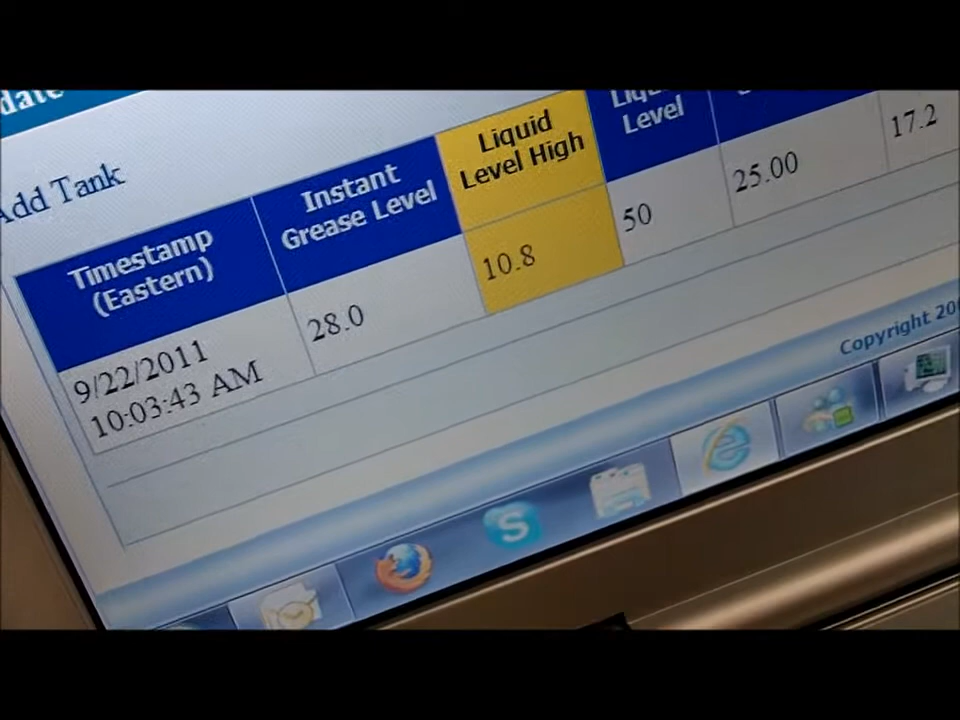 date
Add Tank
Timestamp
(Eastern)
Instant
Grease Level
Liquid
Level High
Level
9/22/2011
10:03:43 AM
28.0
10.8
50
25.00
17.2
Copyright
S